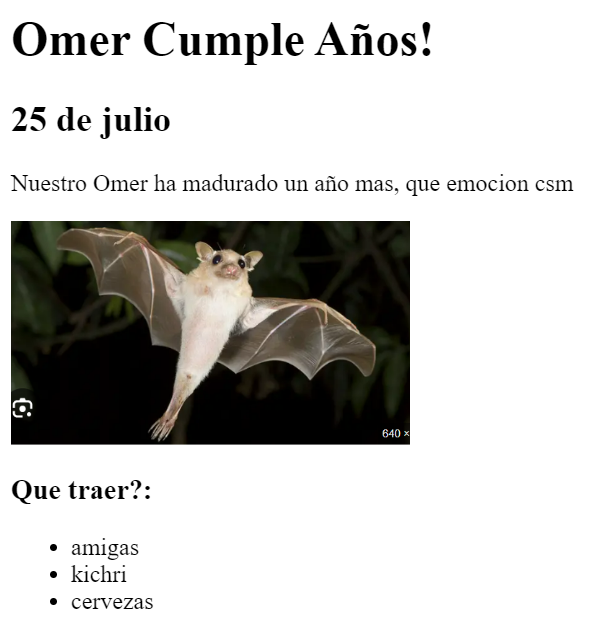 Omer Cumple Años!
25 de julio
Nuestro Omer ha madurado un año mas, que emocion csm
640 ×
Que traer?:
amigas
kichri
cervezas